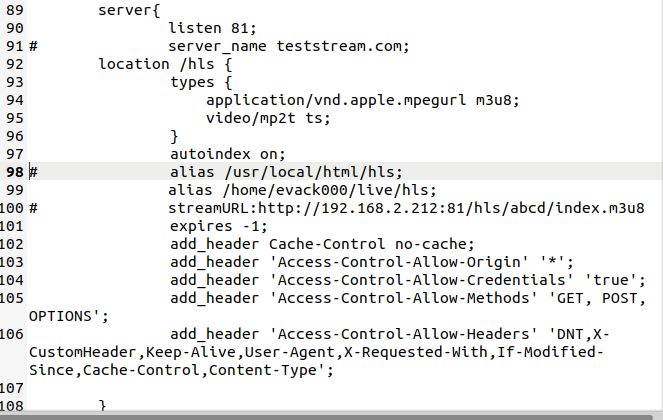 89        server{
90                listen 81;
91 #              server_name teststream.com;
92        location /hls {
93                types {
94                    application/vnd.apple.mpegurl m3u8;
95                    video/mp2t ts;
96                }
97                autoindex on;
98 #              alias /usr/local/html/hls;
99                alias /home/evack000/live/hls;
100 #              streamURL:http://192.168.2.212:81/hls/abcd/index.m3u8
101                expires -1;
102                add_header Cache-Control no-cache;
103                add_header 'Access-Control-Allow-Origin' '*';
104                add_header 'Access-Control-Allow-Credentials' 'true';
105                add_header 'Access-Control-Allow-Methods' 'GET, POST,
OPTIONS';
106                add_header 'Access-Control-Allow-Headers' 'DNT,X-
CustomHeader,Keep-Alive,User-Agent,X-Requested-With,If-Modified-
Since,Cache-Control,Content-Type';
107
108        }